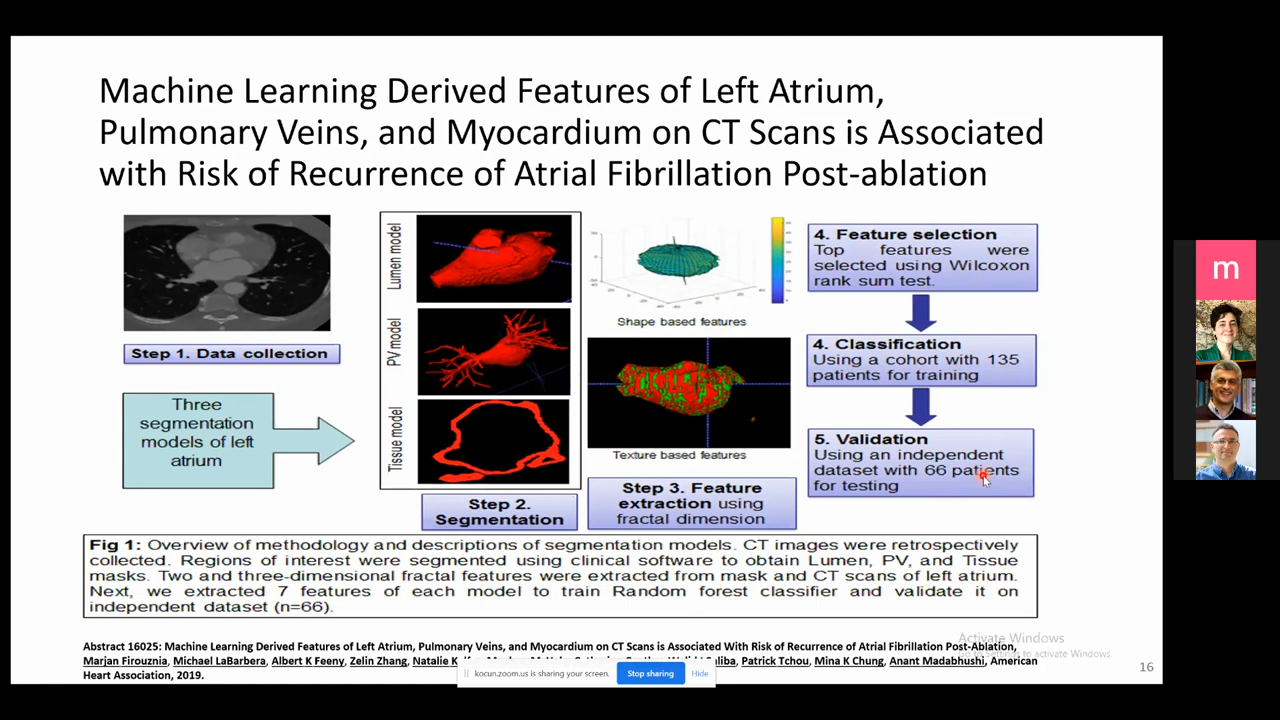 Machine Learning Derived Features of Left Atrium,
Pulmonary Veins, and Myocardium on CT Scans is Associated
with Risk of Recurrence of Atrial Fibrillation Post-ablation
Step 1. Data collection
Three
segmentation
models of left
atrium
Lumen model
PV model
Tissue model
Step 2.
Segmentation
Shape based features
Texture based features
Step 3. Feature
extraction using
fractal dimension
4. Feature selection
Top features were
selected using Wilcoxon
rank sum test.
4. Classification
Using a cohort with 135
patients for training
5. Validation
Using an independent
dataset with 66 patients
for testing
Fig 1: Overview of methodology and descriptions of segmentation models. CT images were retrospectively
collected. Regions of interest were segmented using clinical software to obtain Lumen, PV, and Tissue
masks. Two and three-dimensional fractal features were extracted from mask and CT scans of left atrium.
Next, we extracted 7 features of each model to train Random forest classifier and validate it on
independent dataset (n=66).
Abstract 16025: Machine Learning Derived Features of Left Atrium, Pulmonary Veins, and Myocardium on CT Scans is Associated With Risk of Recurrence of Atrial Fibrillation Post-Ablation,
Marjan Firouznia, Michael LaBarbera, Albert K Feeny, Zelin Zhang, Natalie Patrick Tchou, Mina K Chung, Anant Madabhushi, American
Heart Association, 2019.
Activate Windows
Go to Settings to activate Windows.
16
kocun.zoom.us is sharing your screen.
Stop sharing
Hide
m